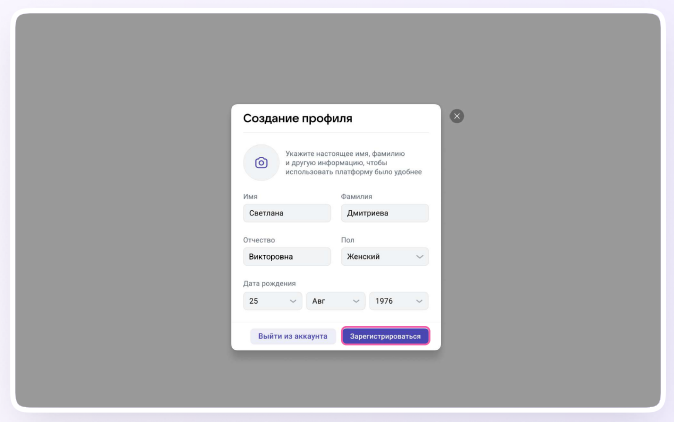 Создание профиля
Укажите настоящее имя, фамилию
и другую информацию, чтобы
использовать платформу было удобнее
Имя
Фамилия
Светлана
Дмитриева
Отчество
Пол
Викторовна
Женский
Дата рождения
25
Авг
1976
Выйти из аккаунта
Зарегистрироваться